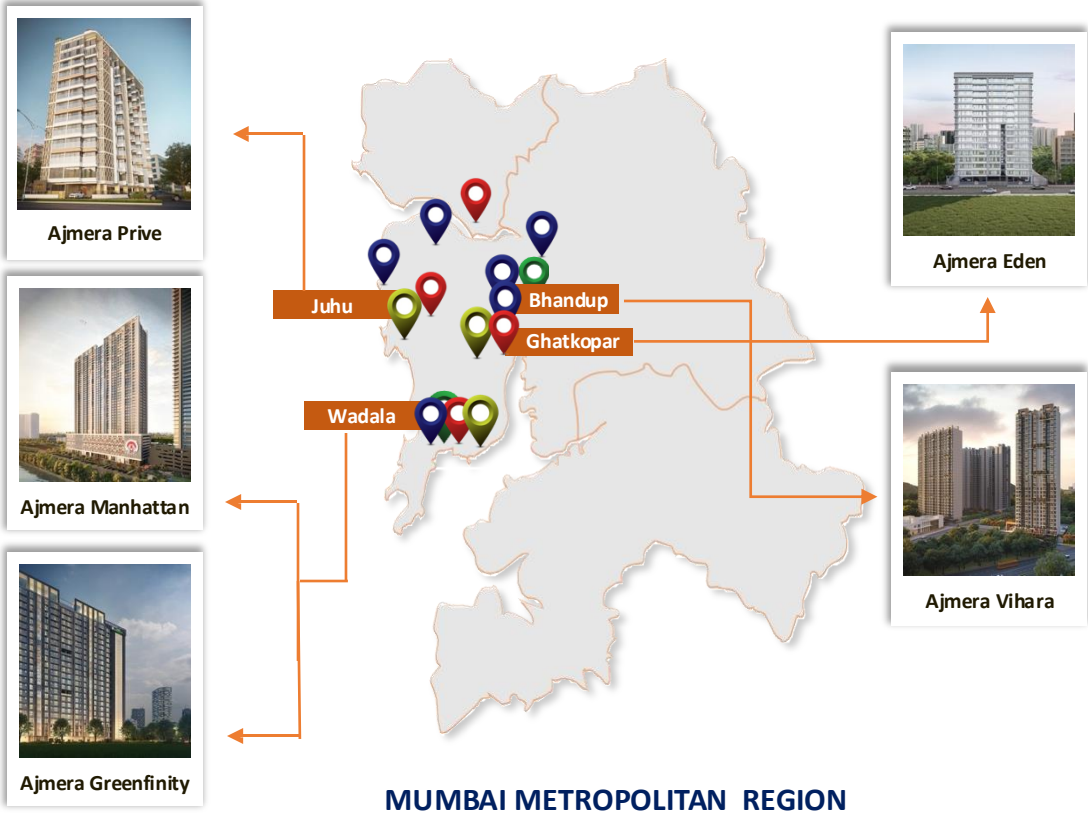 Ajmera Prive
Ajmera Manhattan
Ajmera Greenfinity
Juhu
Wadala
Bhandup
Ghatkopar
Ajmera Eden
Ajmera Vihara
MUMBAI METROPOLITAN REGION